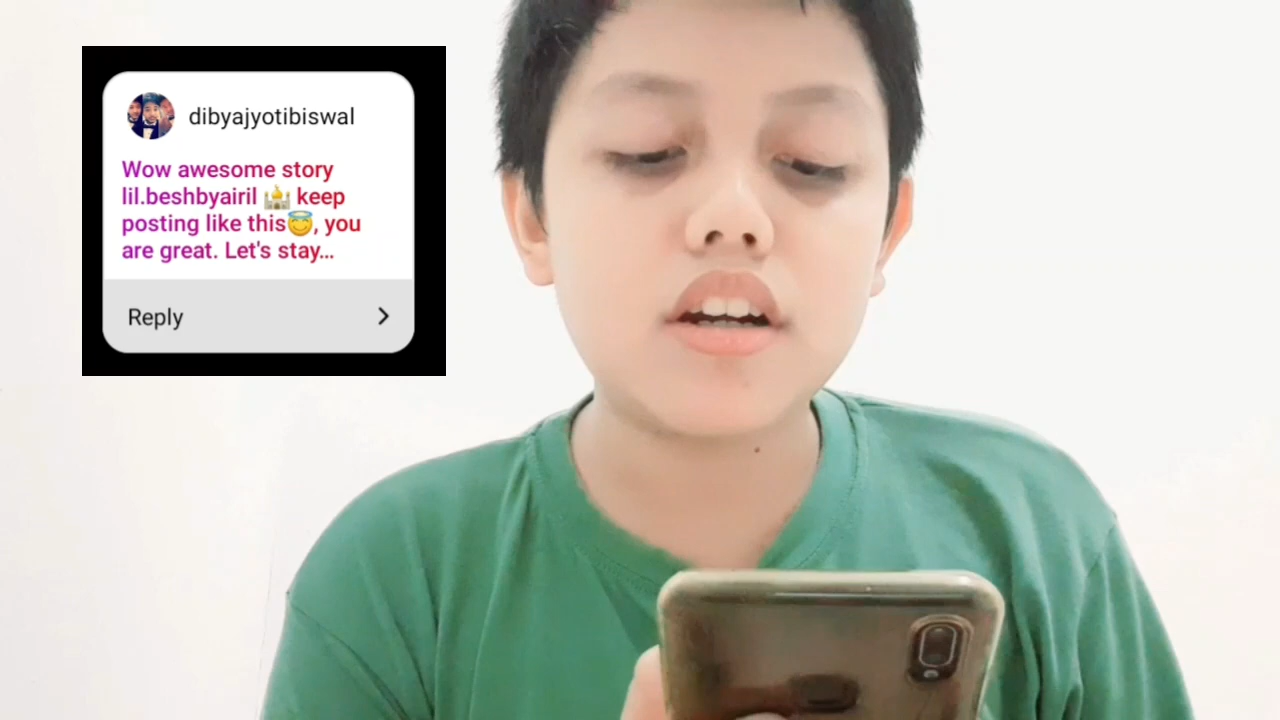 dibyajyotibiswal
Wow awesome story
lil.beshbyairil 🕌 keep
posting like this😇, you
are great. Let's stay...
Reply